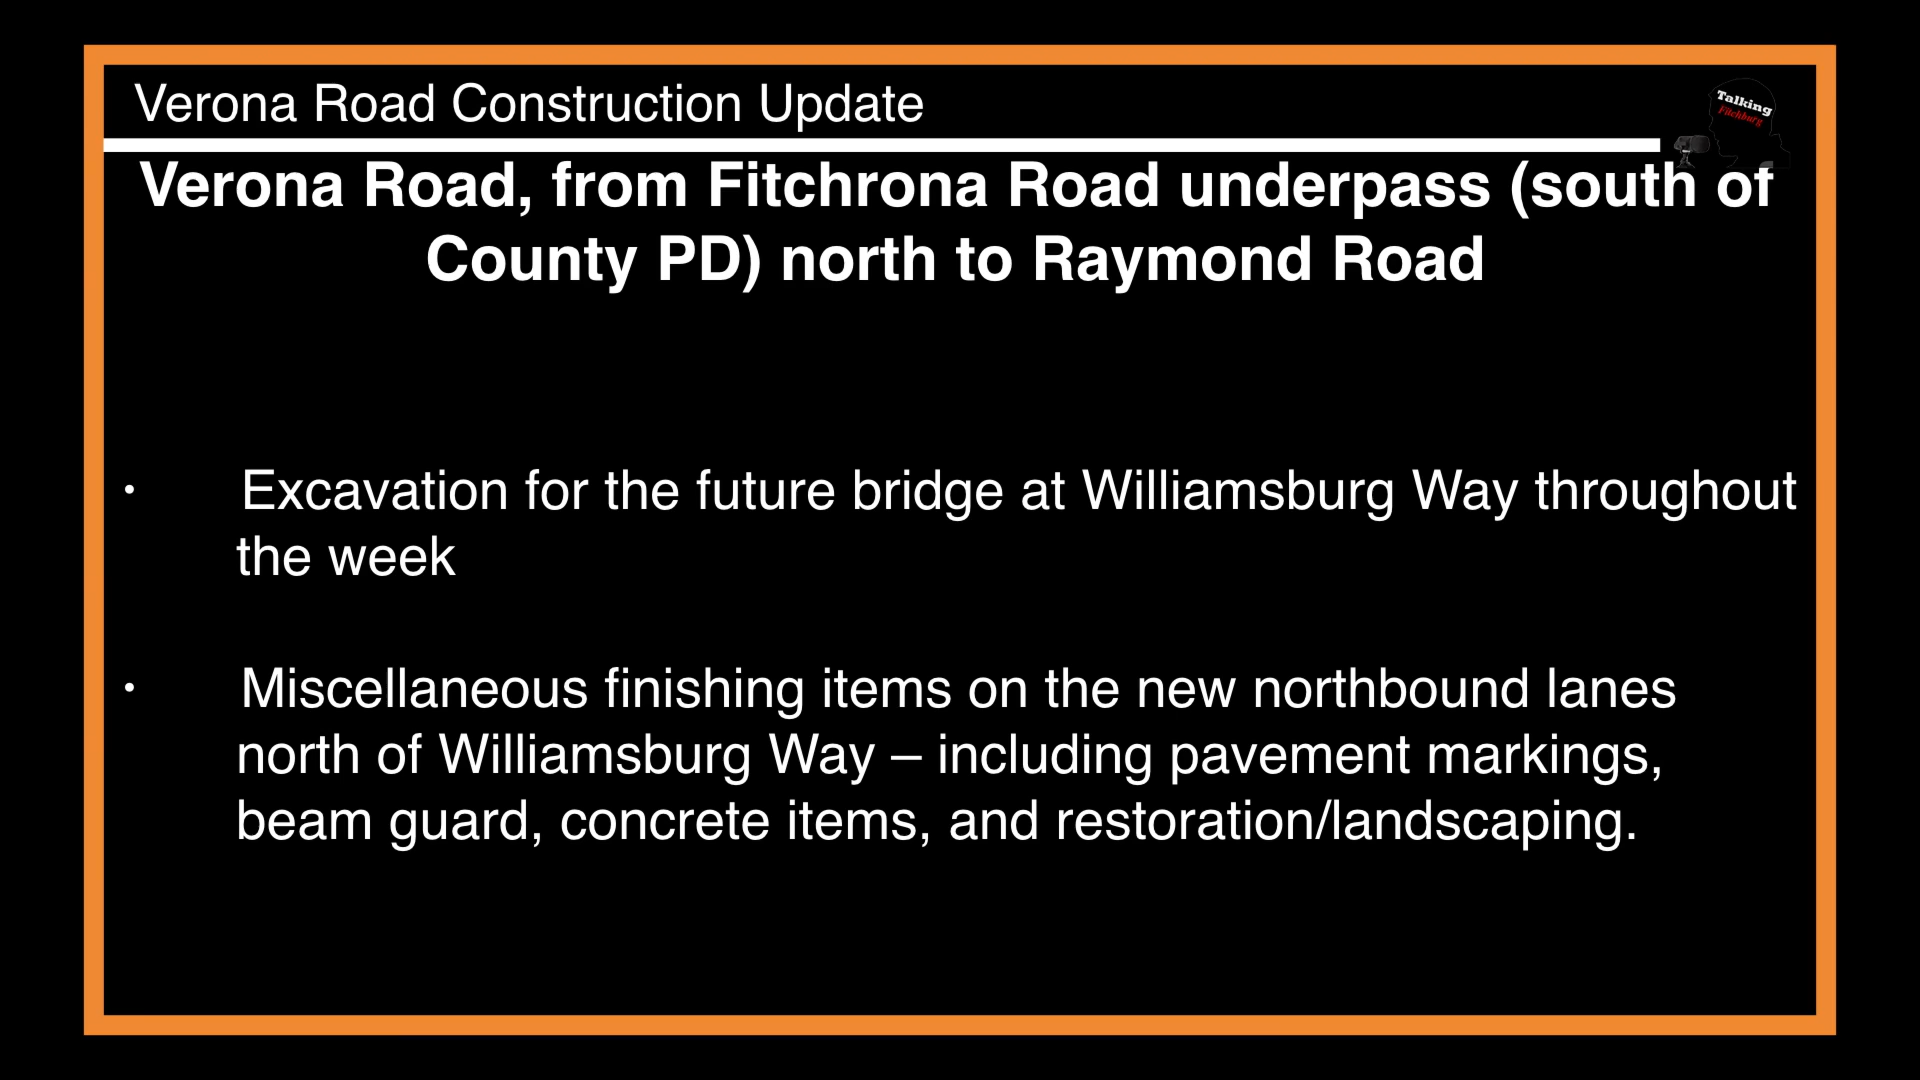 Verona Road Construction Update
Talking
Fitchburg
Verona Road, from Fitchrona Road underpass (south of
County PD) north to Raymond Road
• Excavation for the future bridge at Williamsburg Way throughout
the week
• Miscellaneous finishing items on the new northbound lanes
north of Williamsburg Way – including pavement markings,
beam guard, concrete items, and restoration/landscaping.